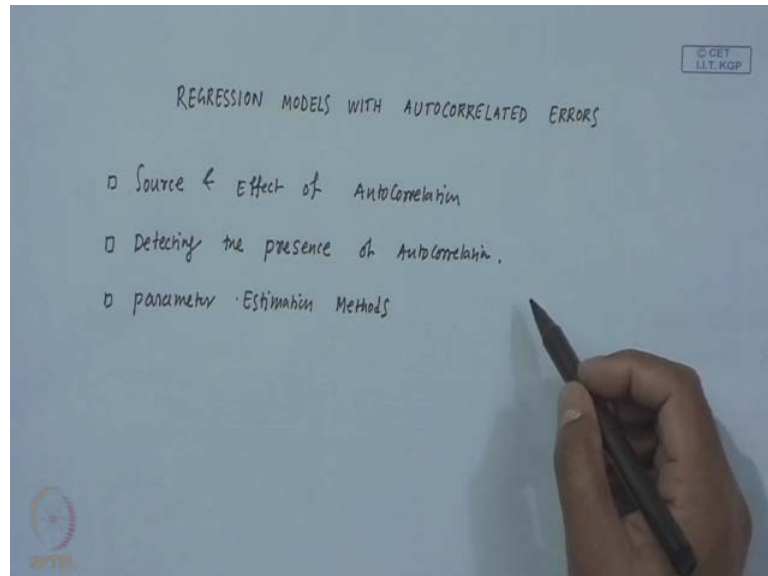 © CET
I.I.T. KGP
REGRESSION MODELS WITH AUTOCORRELATED ERRORS
Source & Effect of AutoCorrelation
Detecting the presence of Autocorrelation.
parameter Estimation Methods
NPTEL